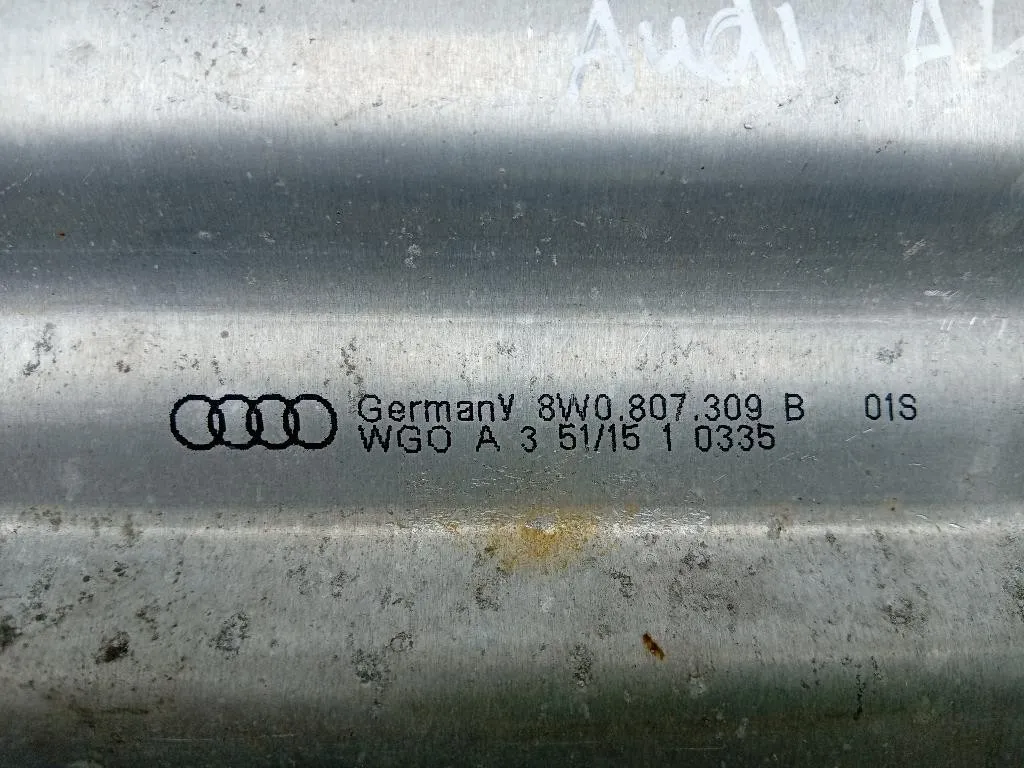 Audi
Germany 8W0.807.309 B 01S
WGO A 3 51/15 1 0335